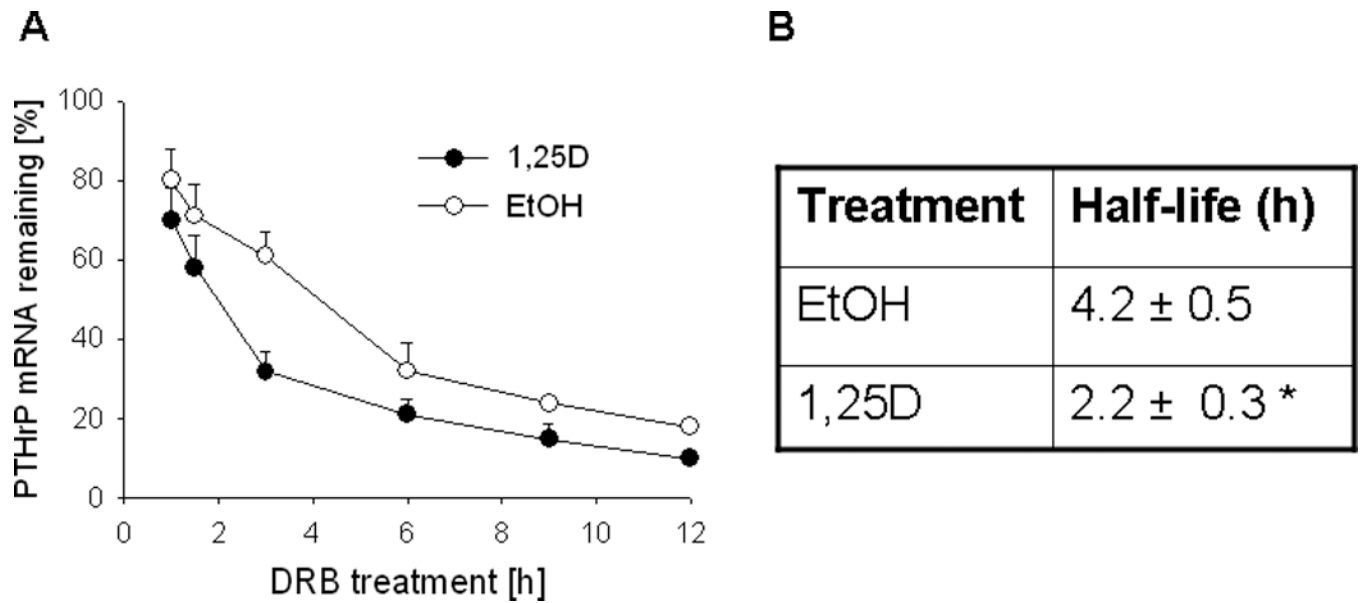 A
PTHrP mRNA remaining [%]
100
80
60
40
20
0
0 2 4 6 8 10 12
DRB treatment [h]
1,25D
EtOH
B
Treatment Half-life (h)
EtOH 4.2 ± 0.5
1,25D 2.2 ± 0.3 *